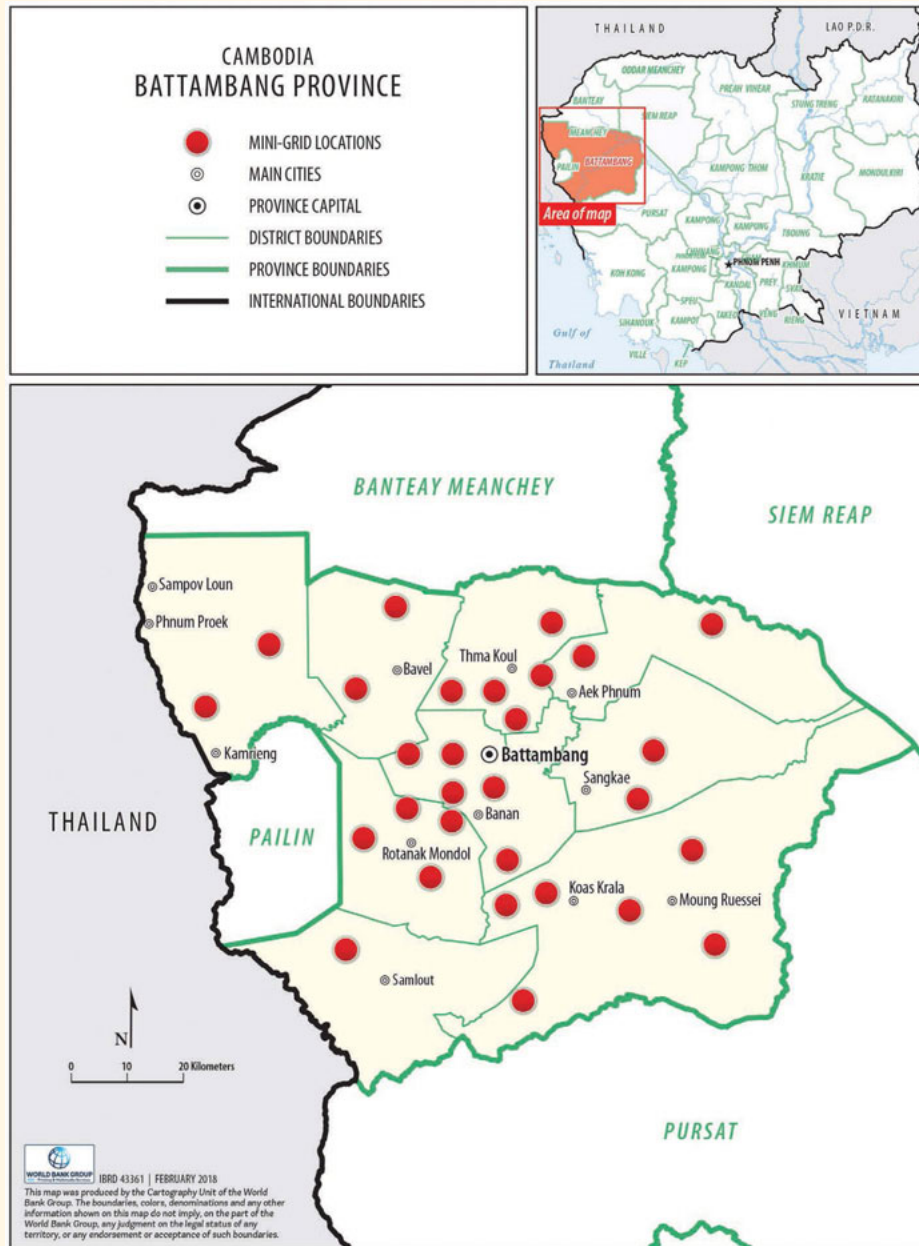 CAMBODIA
BATTAMBANG PROVINCE
MINI-GRID LOCATIONS
MAIN CITIES
PROVINCE CAPITAL
DISTRICT BOUNDARIES
PROVINCE BOUNDARIES
INTERNATIONAL BOUNDARIES
THAILAND
LAO P.D.R.
ODDAR MEANCHEY
PREAH VIHEAR
STUNG TRENG
RATANAKIRI
BANTEAY
MEANCHEY
SIEM REAP
PAILIN
BATTAMBANG
KAMPONG THOM
KRATIE
MONDULKIRI
Area of map
PURSAT
KAMPONG
CHHNANG
KAMPONG
TBOUNG
KHMUM
PHNOM PENH
KOH KONG
KAMPONG
SPEU
KANDAL
PREY
VENG
SVAY
RIENG
SIHANOUK
VILLE
KAMPOT
TAKEO
KEP
VIETNAM
Gulf of
Thailand
BANTEAY MEANCHEY
SIEM REAP
Sampov Loun
Phnum Proek
Bavel
Thma Koul
Aek Phnum
Kamrieng
Battambang
Sangkae
Banan
THAILAND
PAILIN
Rotanak Mondol
Koas Krala
Moung Ruessei
Samlout
N
0 10 20 Kilometers
PURSAT
WORLD BANK GROUP
IBRD 43361 | FEBRUARY 2018
This map was produced by the Cartography Unit of the World
Bank Group. The boundaries, colors, denominations and any other
information shown on this map do not imply, on the part of the
World Bank Group, any judgment on the legal status of any
territory, or any endorsement or acceptance of such boundaries.